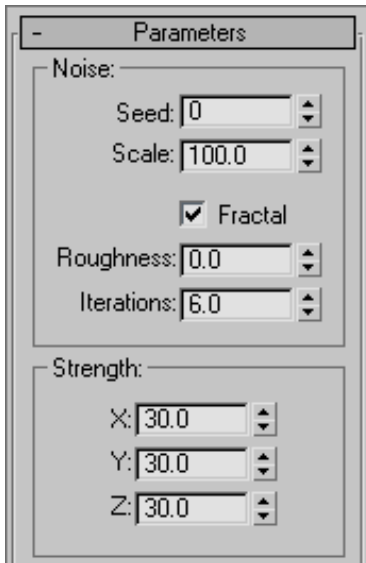 - Parameters
Noise:
Seed: 0
Scale: 100.0
Fractal
Roughness: 0.0
Iterations: 6.0
Strength:
X: 30.0
Y: 30.0
Z: 30.0